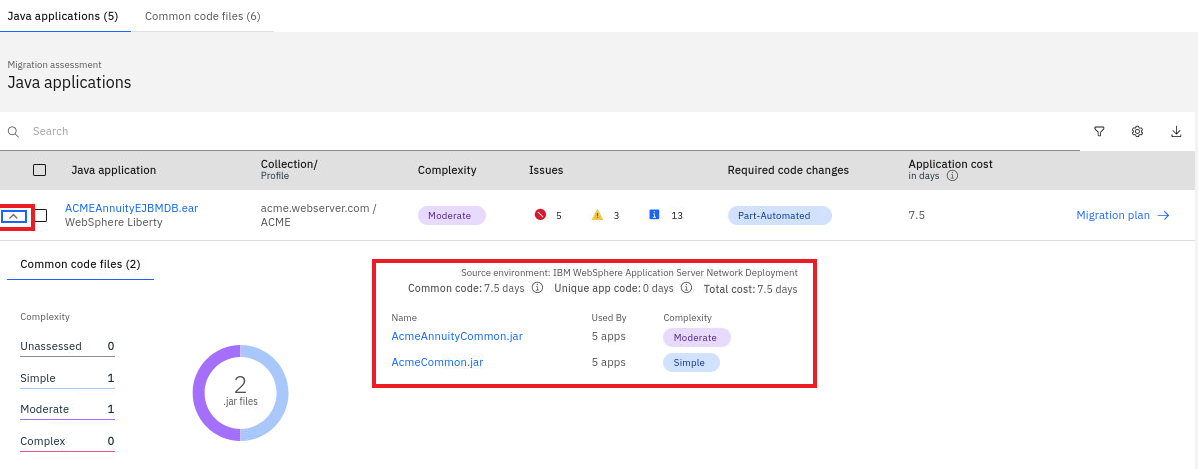 Java applications (5) Common code files (6)
Migration assessment
Java applications
Search
Java application Collection/ Complexity Issues Required code changes Application cost
Profile in days
ACMEAnnuityEJBMDB.ear acme.webserver.com / Moderate 5 3 13 Part-Automated 7.5 Migration plan
WebSphere Liberty ACME
Common code files (2)
Source environment: IBM WebSphere Application Server Network Deployment
Common code: 7.5 days Unique app code: 0 days Total cost: 7.5 days
Complexity
Unassessed 0
Simple 1
Moderate 1
Complex 0
2
.jar files
Name Used By Complexity
AcmeAnnuityCommon.jar 5 apps Moderate
AcmeCommon.jar 5 apps Simple